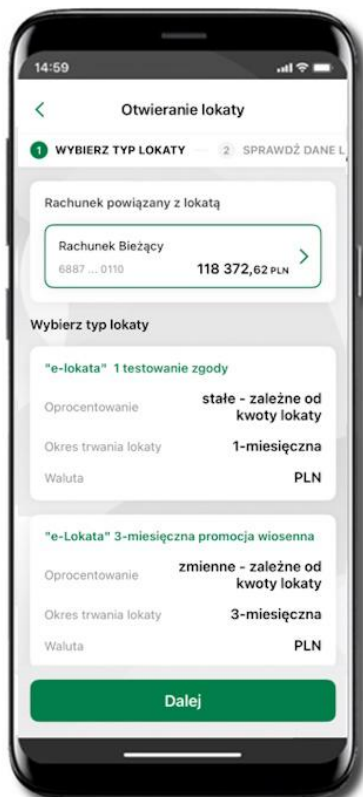 14:59
Otwieranie lokaty
1 WYBIERZ TYP LOKATY 2 SPRAWDŹ DANE L
Rachunek powiązany z lokatą
Rachunek Bieżący
6887 ... 0110 118 372,62 PLN
Wybierz typ lokaty
"e-lokata" 1 testowanie zgody
Oprocentowanie stałe - zależne od
kwoty lokaty
Okres trwania lokaty 1-miesięczna
Waluta PLN
"e-Lokata" 3-miesięczna promocja wiosenna
Oprocentowanie zmienne - zależne od
kwoty lokaty
Okres trwania lokaty 3-miesięczna
Waluta PLN
Dalej